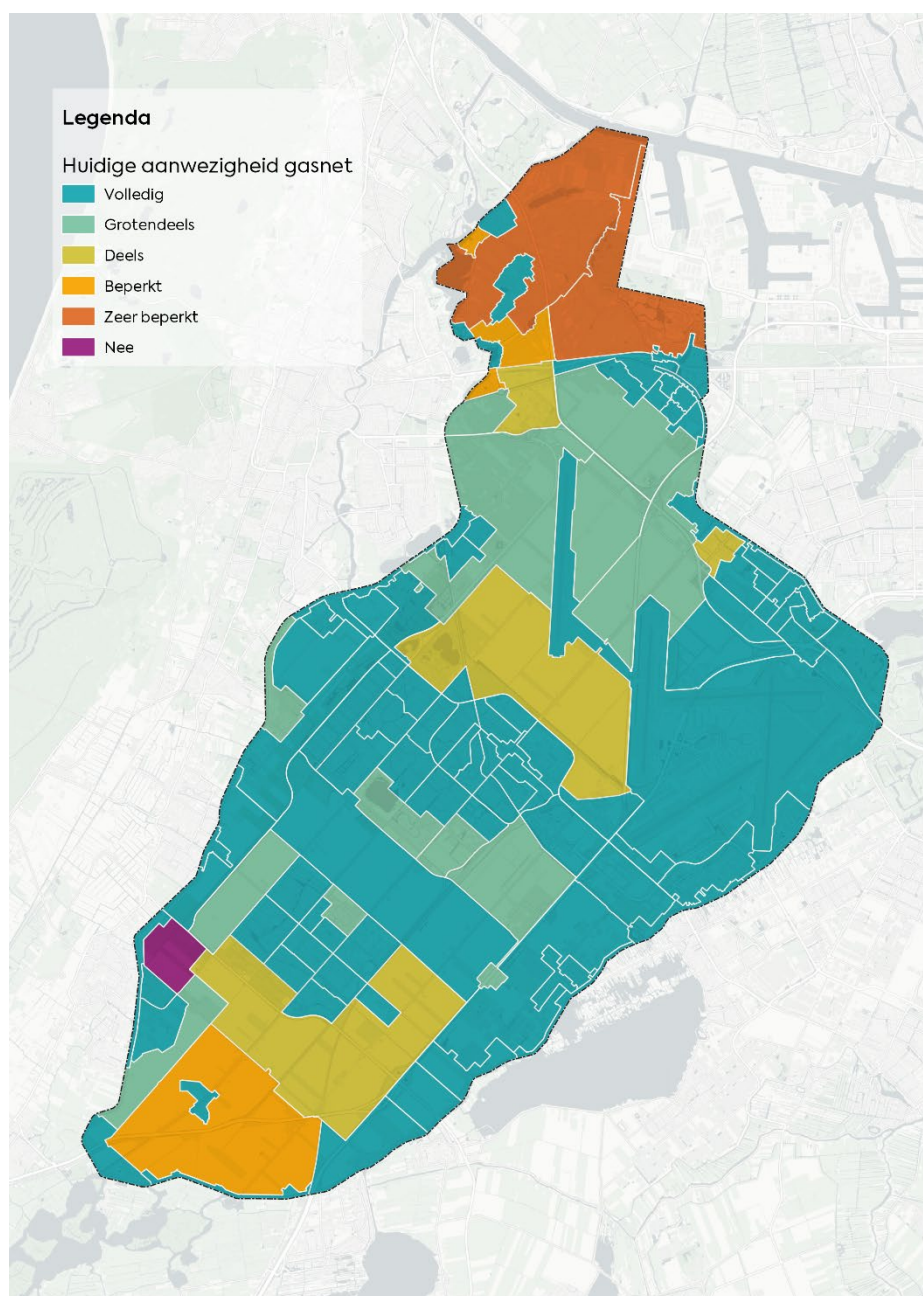 Legenda
Huidige aanwezigheid gasnet
Volledig
Grotendeels
Deels
Beperkt
Zeer beperkt
Nee